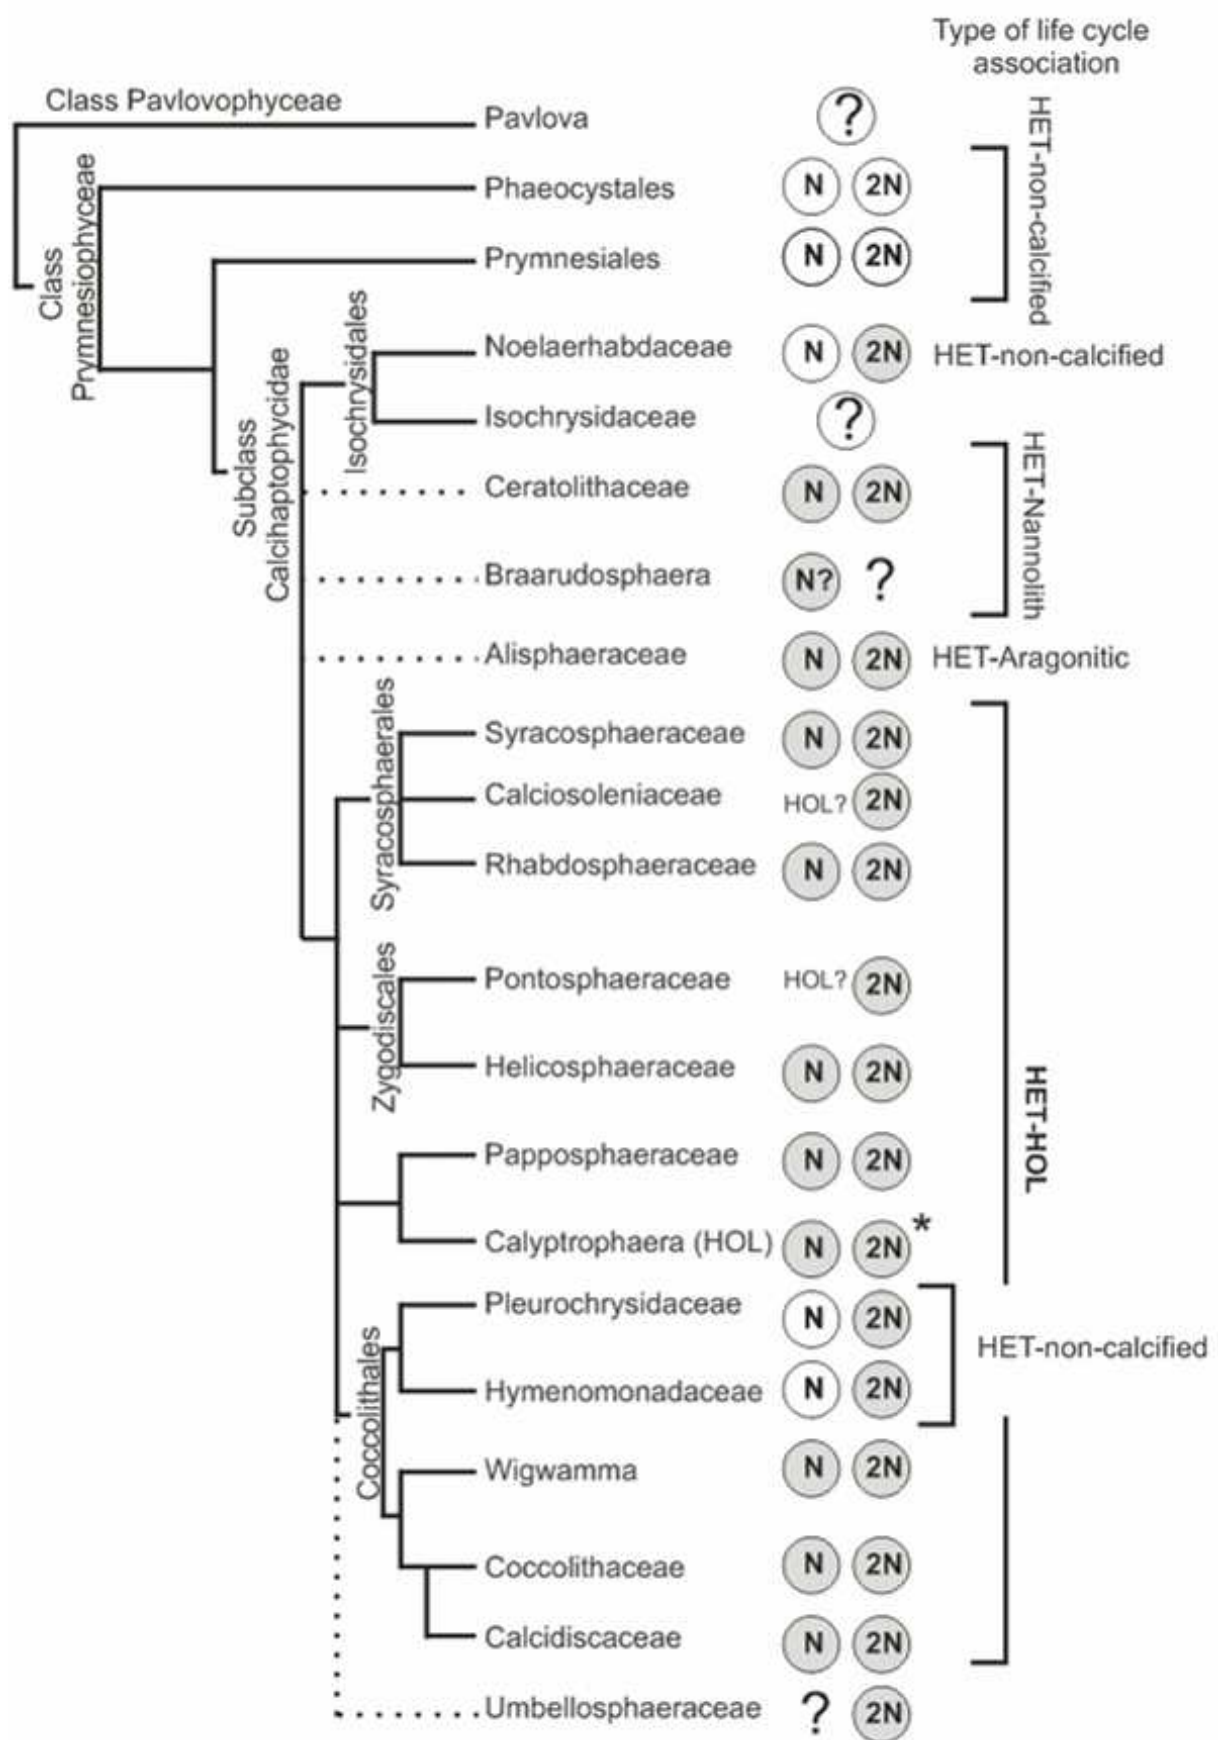 Type of life cycle
association
Class Pavlovophyceae
Pavlova
?
HET-non-calcified
Class
Prymnesiophyceae
Phaeocystales
N 2N
Prymnesiales
N 2N
Subclass
Calcihaptophycidae
Isochrysidales
Noelaerhabdaceae
N 2N
HET-non-calcified
Isochrysidaceae
?
HET-Nannolith
Ceratolithaceae
N 2N
Braarudosphaera
N? ?
Alisphaeraceae
N 2N
HET-Aragonitic
Syracosphaerales
Syracosphaeraceae
N 2N
Calciosoleniaceae
HOL? 2N
Rhabdosphaeraceae
N 2N
Zygodiscales
Pontosphaeraceae
HOL? 2N
Helicosphaeraceae
N 2N
HET-HOL
Papposphaeraceae
N 2N
Calyptrophaera (HOL)
N 2N*
Coccolithales
Pleurochrysidaceae
N 2N
HET-non-calcified
Hymenomonadaceae
N 2N
Wigwamma
N 2N
Coccolithaceae
N 2N
Calcidiscaceae
N 2N
Umbellosphaeraceae
? 2N